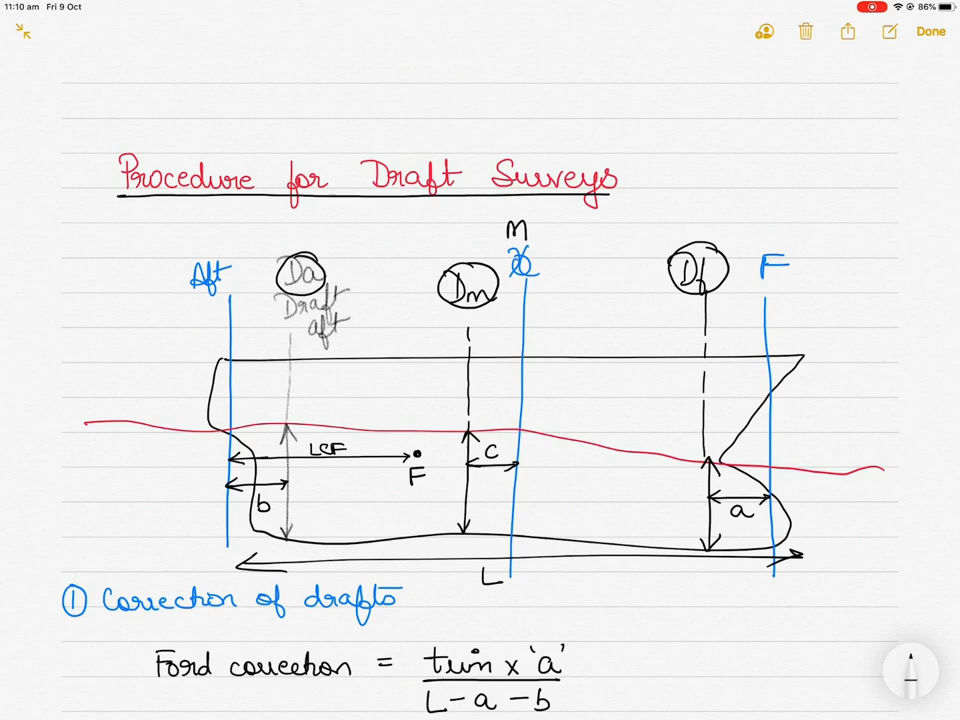 11:10 am Fri 9 Oct
86%
Done
Procedure for Draft Surveys
M
Aft
Da
Draft
aft
Dm
Df
F
LCF
F
C
b
a
L
① Correction of drafts
Ford correction = trim x 'a'
L - a - b